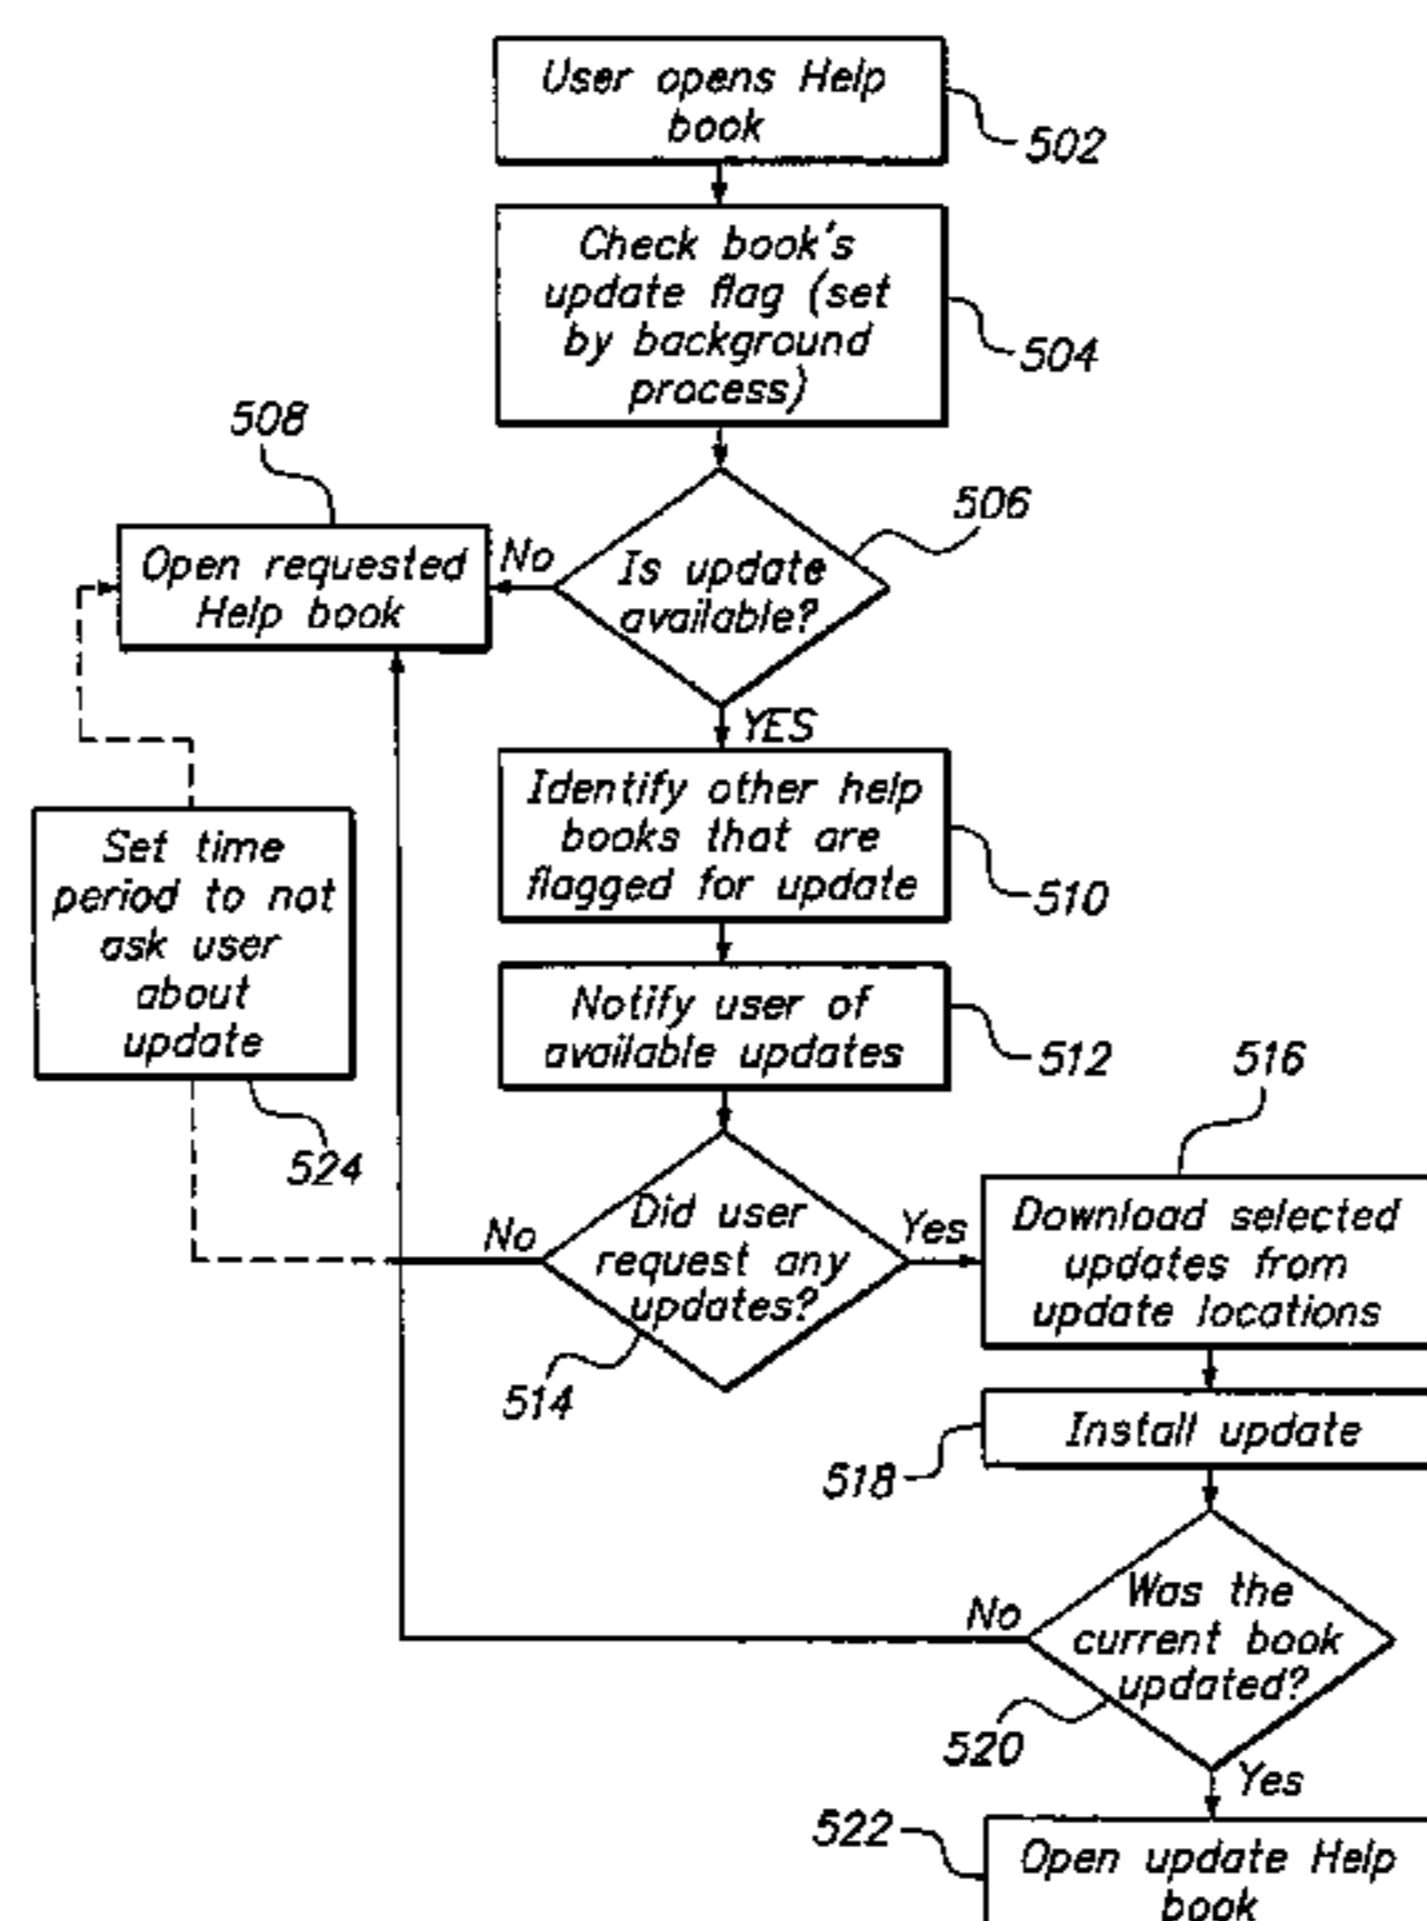 User opens Help
book
502
Check book's
update flag (set
by background
process)
504
508
506
Open requested
Help book
No
Is update
available?
YES
Identify other help
books that are
flagged for update
510
Set time
period to not
ask user
about
update
524
Notify user of
available updates
512
516
No
Did user
request any
updates?
514
Yes
Download selected
updates from
update locations
Install update
518
No
Was the
current book
updated?
520
Yes
522
Open update Help
book